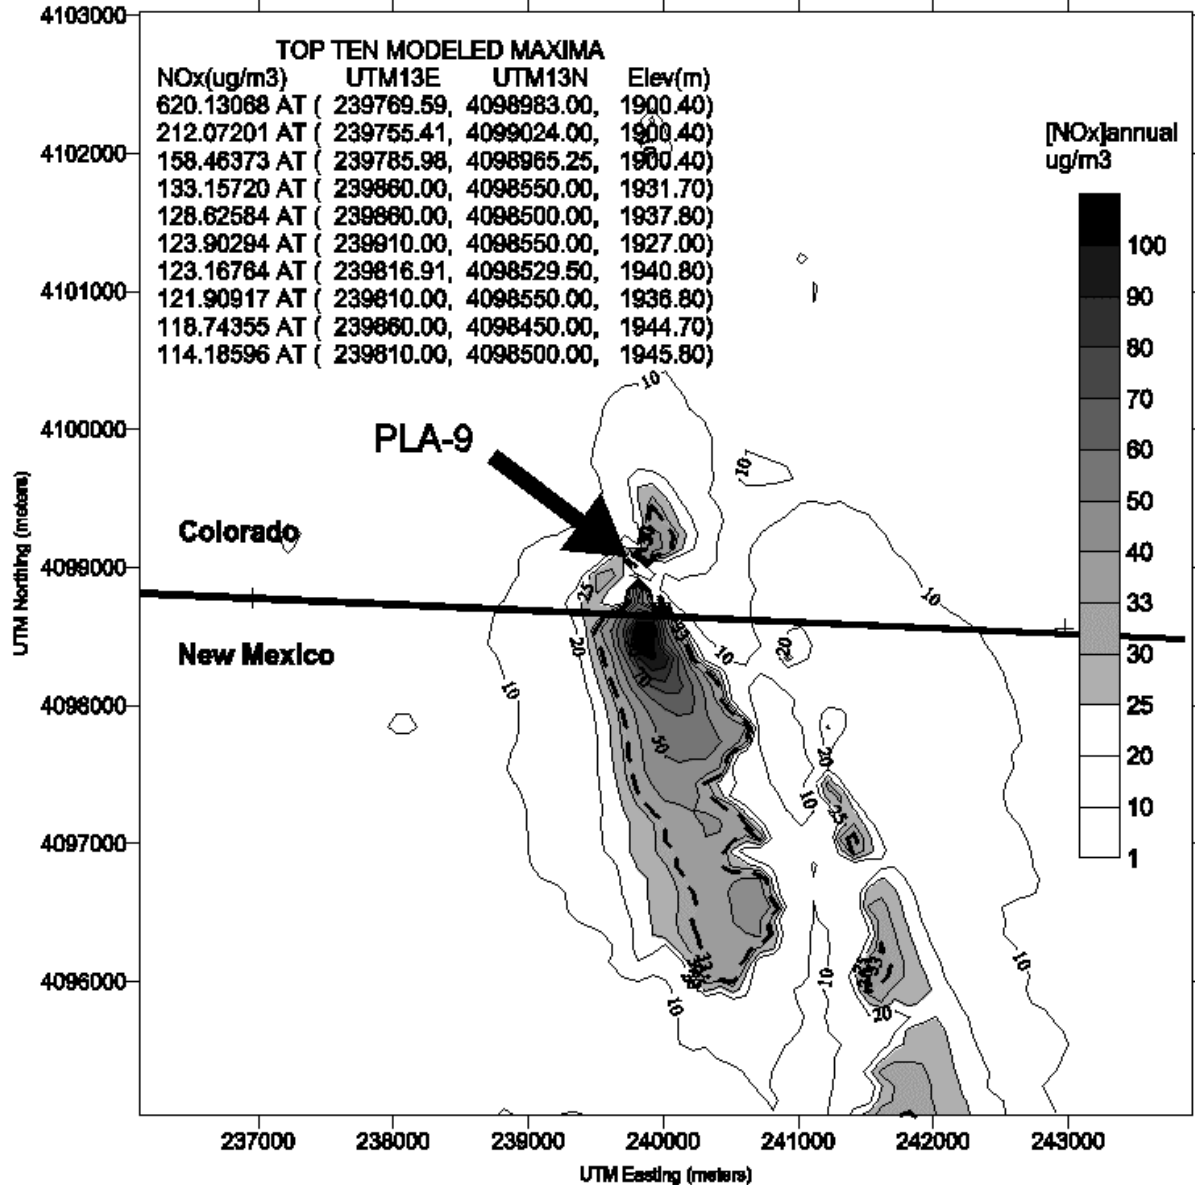 TOP TEN MODELED MAXIMA
NOx(ug/m3) UTM13E UTM13N Elev(m)
620.13068 AT ( 239769.59, 4098983.00, 1900.40)
212.07201 AT ( 239755.41, 4099024.00, 1900.40)
158.46373 AT ( 239785.98, 4098965.25, 1900.40)
133.15720 AT ( 239860.00, 4098550.00, 1931.70)
128.62584 AT ( 239860.00, 4098500.00, 1937.80)
123.90294 AT ( 239910.00, 4098550.00, 1927.00)
123.16764 AT ( 239816.91, 4098529.50, 1940.80)
121.90917 AT ( 239810.00, 4098550.00, 1936.80)
118.74355 AT ( 239860.00, 4098450.00, 1944.70)
114.18596 AT ( 239810.00, 4098500.00, 1945.80)
[NOx]annual
ug/m3
100
90
80
70
60
50
40
33
30
25
20
10
1
4103000
4102000
4101000
4100000
4099000
4098000
4097000
4096000
UTM Northing (meters)
PLA-9
Colorado
New Mexico
10
10
10
25
33
20
10
20
10
70
50
20
10
25
33
10
10
10
20
237000
238000
239000
240000
241000
242000
243000
UTM Easting (meters)